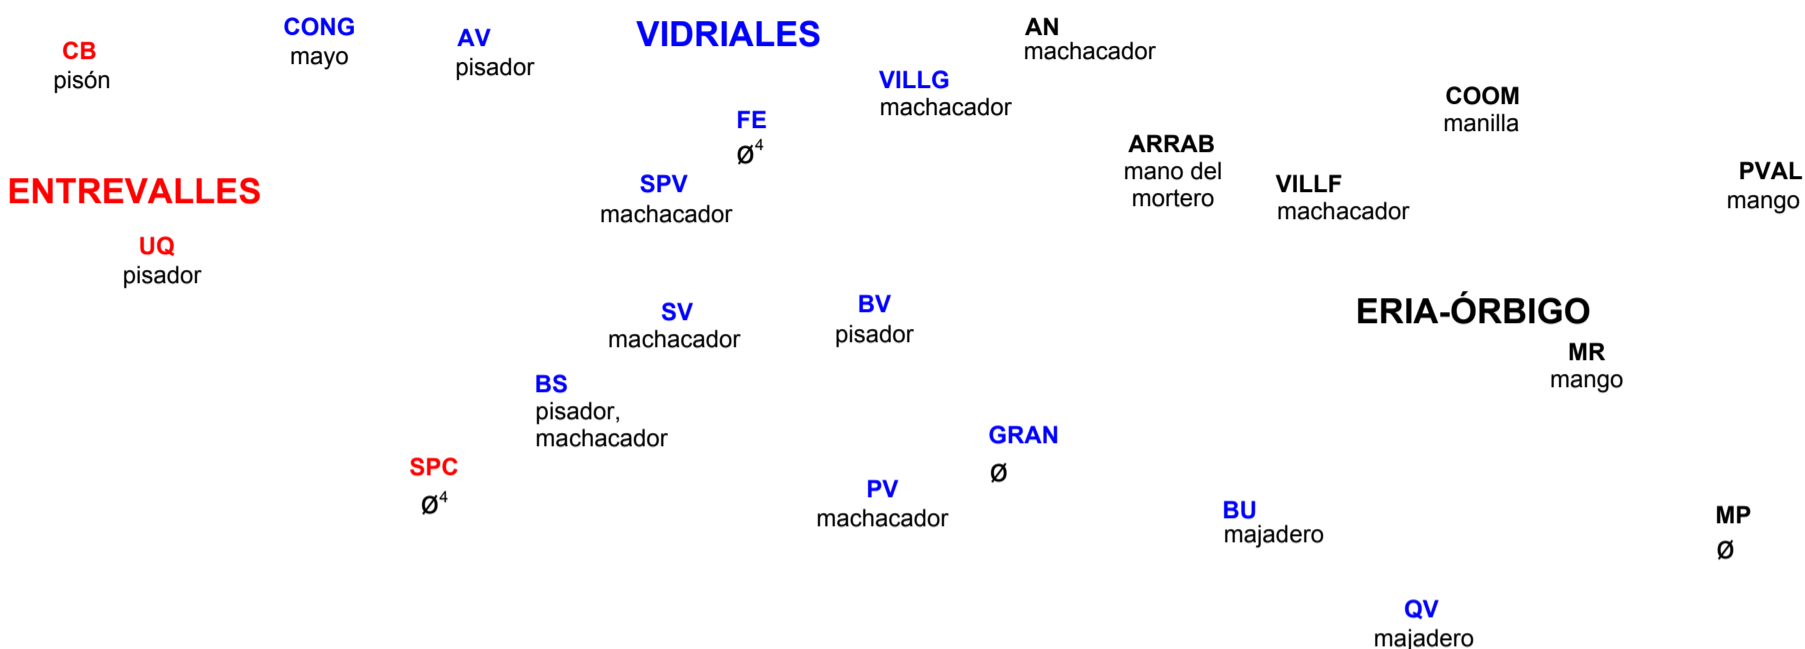 CB
pisón
CONG
mayo
AV
pisador
VIDRIALES
AN
machacador
VILLG
machacador
FE
Ø⁴
COOM
manilla
ARRAB
mano del
mortero
ENTREVALLES
SPV
machacador
VILLF
machacador
PVAL
mango
UQ
pisador
SV
machacador
BV
pisador
ERIA-ÓRBIGO
MR
mango
BS
pisador,
machacador
GRAN
Ø
SPC
Ø⁴
PV
machacador
BU
majadero
MP
Ø
QV
majadero